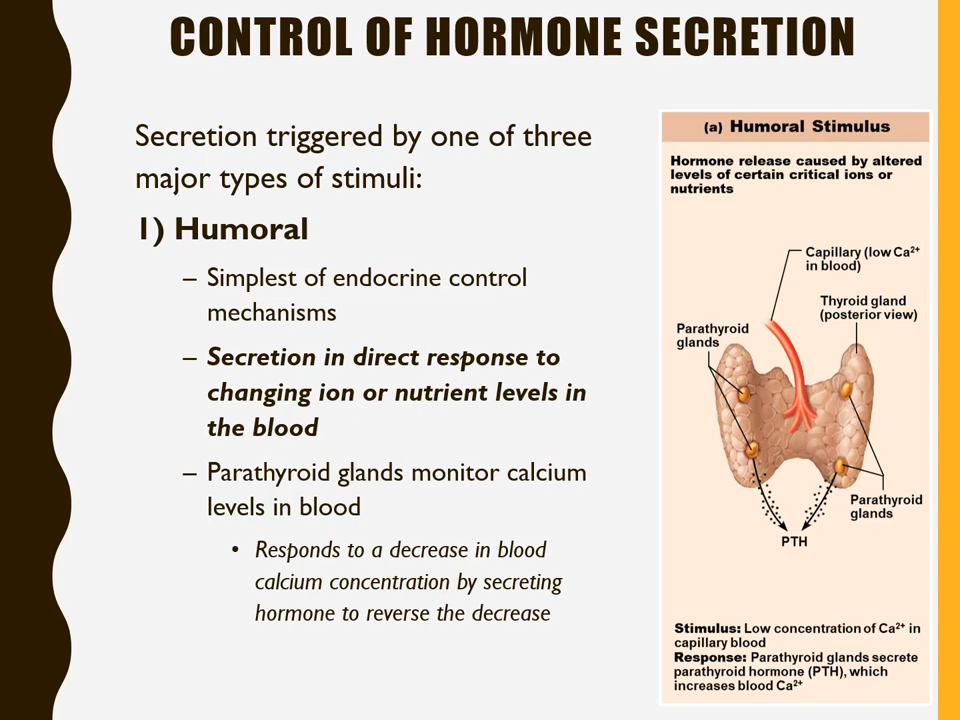 CONTROL OF HORMONE SECRETION
Secretion triggered by one of three
major types of stimuli:
1) Humoral
– Simplest of endocrine control
mechanisms
– Secretion in direct response to
changing ion or nutrient levels in
the blood
– Parathyroid glands monitor calcium
levels in blood
• Responds to a decrease in blood
calcium concentration by secreting
hormone to reverse the decrease
(a) Humoral Stimulus
Hormone release caused by altered
levels of certain critical ions or
nutrients
Capillary (low Ca²⁺
in blood)
Thyroid gland
(posterior view)
Parathyroid
glands
Parathyroid
glands
PTH
Stimulus: Low concentration of Ca²⁺ in
capillary blood
Response: Parathyroid glands secrete
parathyroid hormone (PTH), which
increases blood Ca²⁺